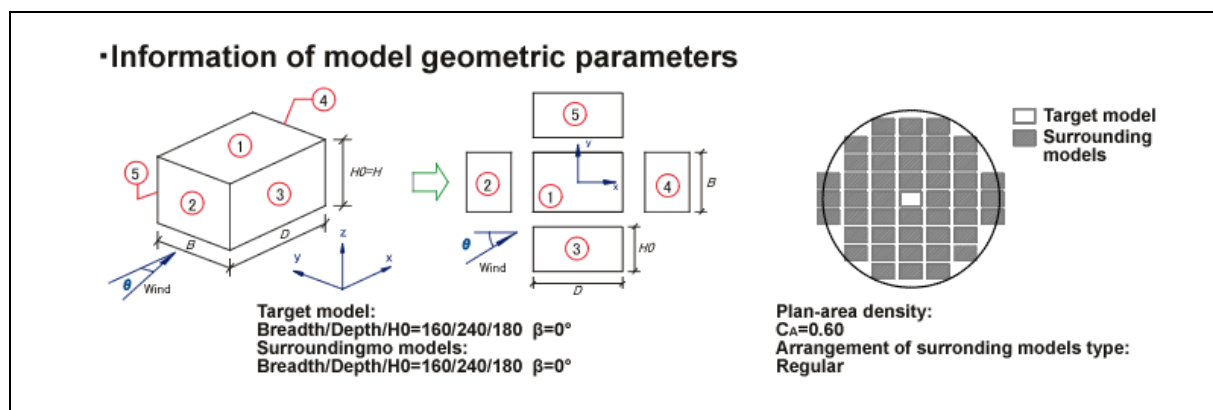 ·Information of model geometric parameters
4
1
5
2
3
H0=H
B
D
z
y
x
θ
Wind
5
y
2
1
x
4
B
θ
Wind
3
H0
D
Target model
Surrounding
models
Target model:
Breadth/Depth/H0=160/240/180 β=0°
Surroundingmo models:
Breadth/Depth/H0=160/240/180 β=0°
Plan-area density:
CA=0.60
Arrangement of surronding models type:
Regular